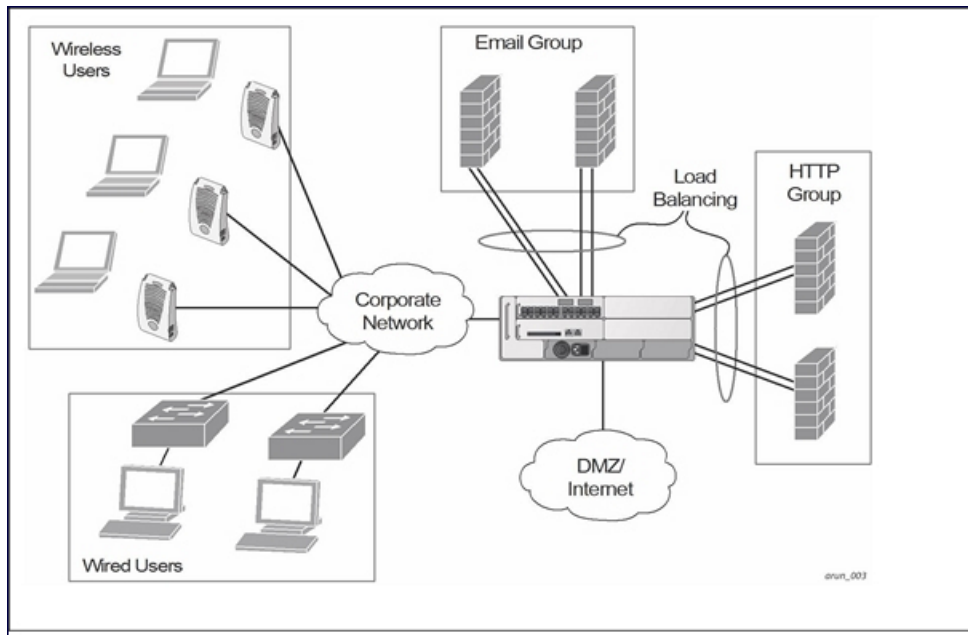 Wireless
Users
Email Group
Load
Balancing
HTTP
Group
Corporate
Network
DMZ/
Internet
Wired Users
arun_003